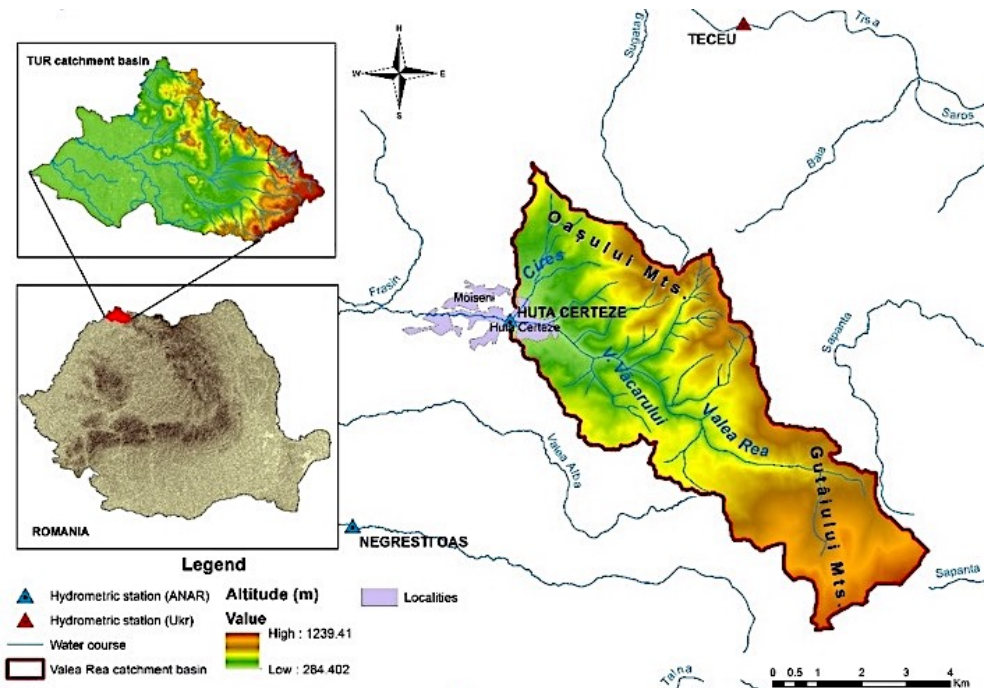 TUR catchment basin
ROMANIA
N
W
E
S
TECEU
Tisa
Sugatag
Saros
Baia
Frasin
Moiseni
HUTA CERTEZE
Huta Certeze
Cires
Oaşului Mts.
V. Vacarului
Valea Rea
Gutâiului Mts.
Sapanta
Valea Alba
NEGRESTI OAS
Sapanta
Talna
Legend
Hydrometric station (ANAR)
Hydrometric station (Ukr)
Water course
Valea Rea catchment basin
Altitude (m)
Value
High : 1239.41
Low : 284.402
Localities
0 0.5 1 2 3 4
Km